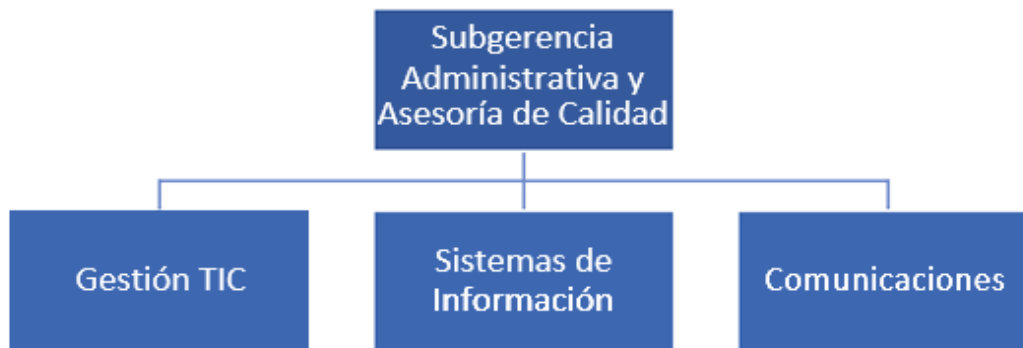 Subgerencia
Administrativa y
Asesoría de Calidad
Gestión TIC
Sistemas de
Información
Comunicaciones